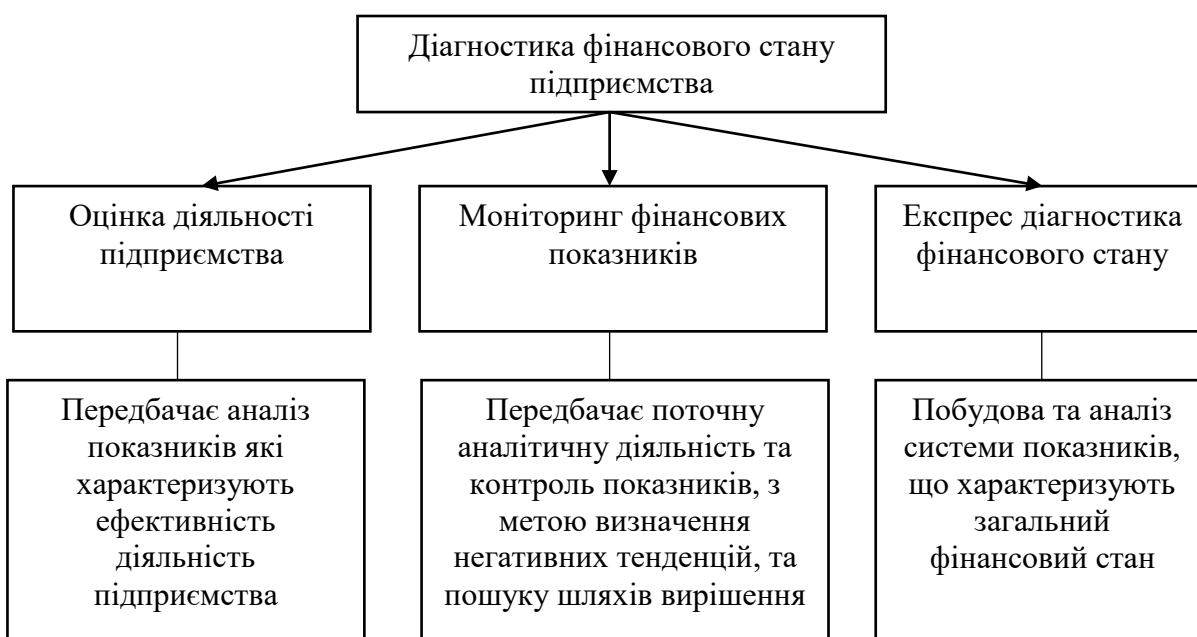 Діагностика фінансового стану
підприємства
Оцінка діяльності
підприємства
Моніторинг фінансових
показників
Експрес діагностика
фінансового стану
Передбачає аналіз
показників які
характеризують
ефективність
діяльність
підприємства
Передбачає поточну
аналітичну діяльність та
контроль показників, з
метою визначення
негативних тенденцій, та
пошуку шляхів вирішення
Побудова та аналіз
системи показників,
що характеризують
загальний
фінансовий стан